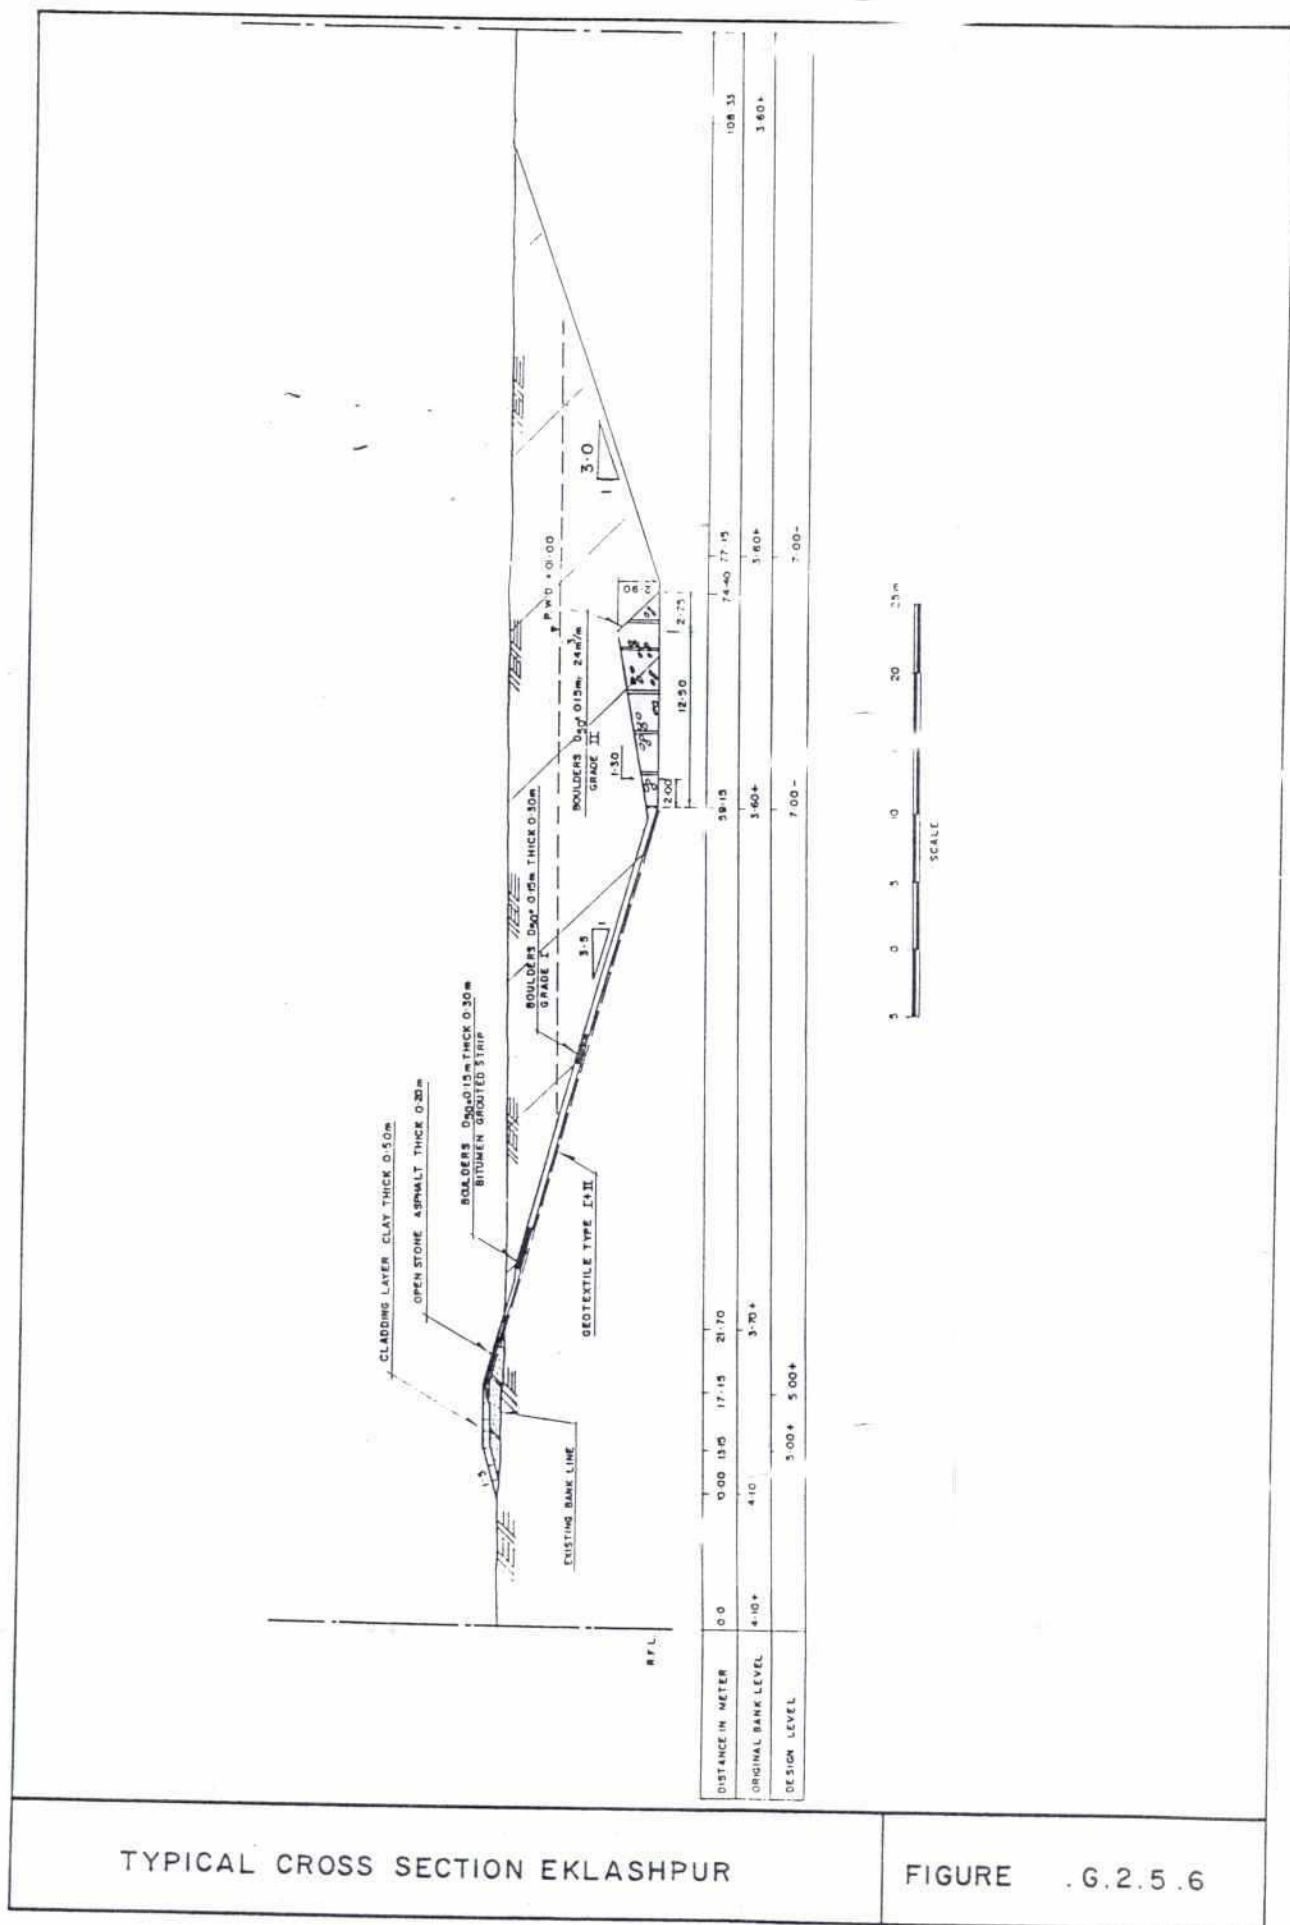 CLADDING LAYER CLAY THICK 0·50m
OPEN STONE ASPHALT THICK 0·20m
BOULDERS D50=0·15m THICK 0·30m
BITUMEN GROUTED STRIP
BOULDERS D50= 0·15m THICK 0·30m
GRADE I
BOULDERS D50= 0·15m, 24m³/m
GRADE II
P.W.D +01·00
EXISTING BANK LINE
GEOTEXTILE TYPE I+II
3·5
1
3·0
1
1·30
2·90
2·00
12·50
2·75
R.F.L.
DISTANCE IN METER 0·0 10·00 13·15 17·15 21·70 59·15 74·40 77·15 108·33
ORIGINAL BANK LEVEL 4·10+ 4·10 3·70+ 3·60+ 3·60+ 3·60+
DESIGN LEVEL 5·00+ 5·00+ 7·00- 7·00-
5 0 5 10 20 25m
SCALE
TYPICAL CROSS SECTION EKLASHPUR
FIGURE .G.2.5.6